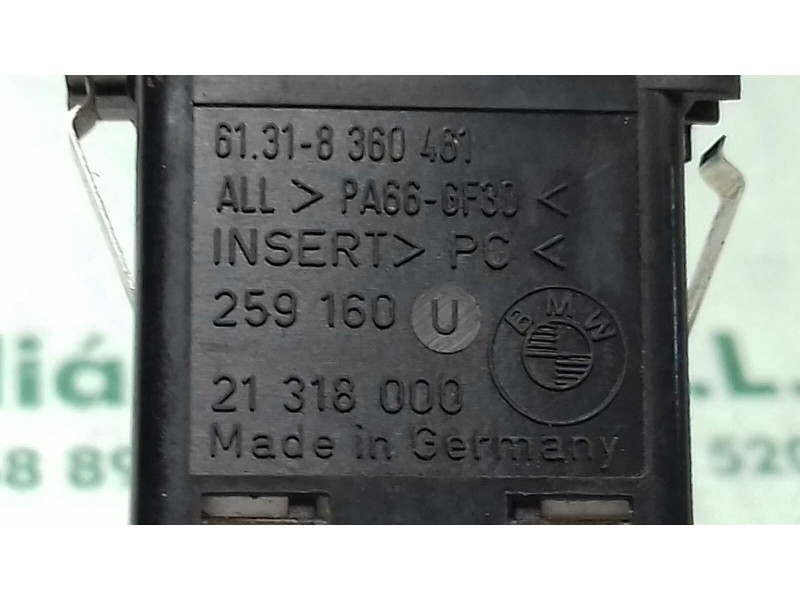 61.31-8 360 461
ALL > PA66-GF30 <
INSERT> PC <
259 160 U
BMW
21 318 000
Made in Germany